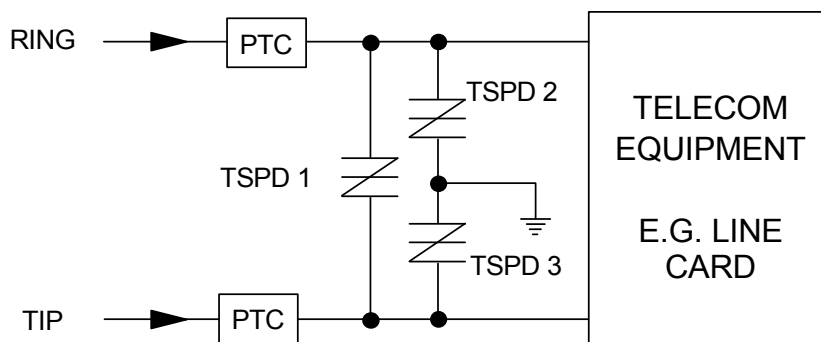 RING
PTC
TSPD 2
TSPD 1
TSPD 3
TELECOM
EQUIPMENT
E.G. LINE
CARD
TIP
PTC